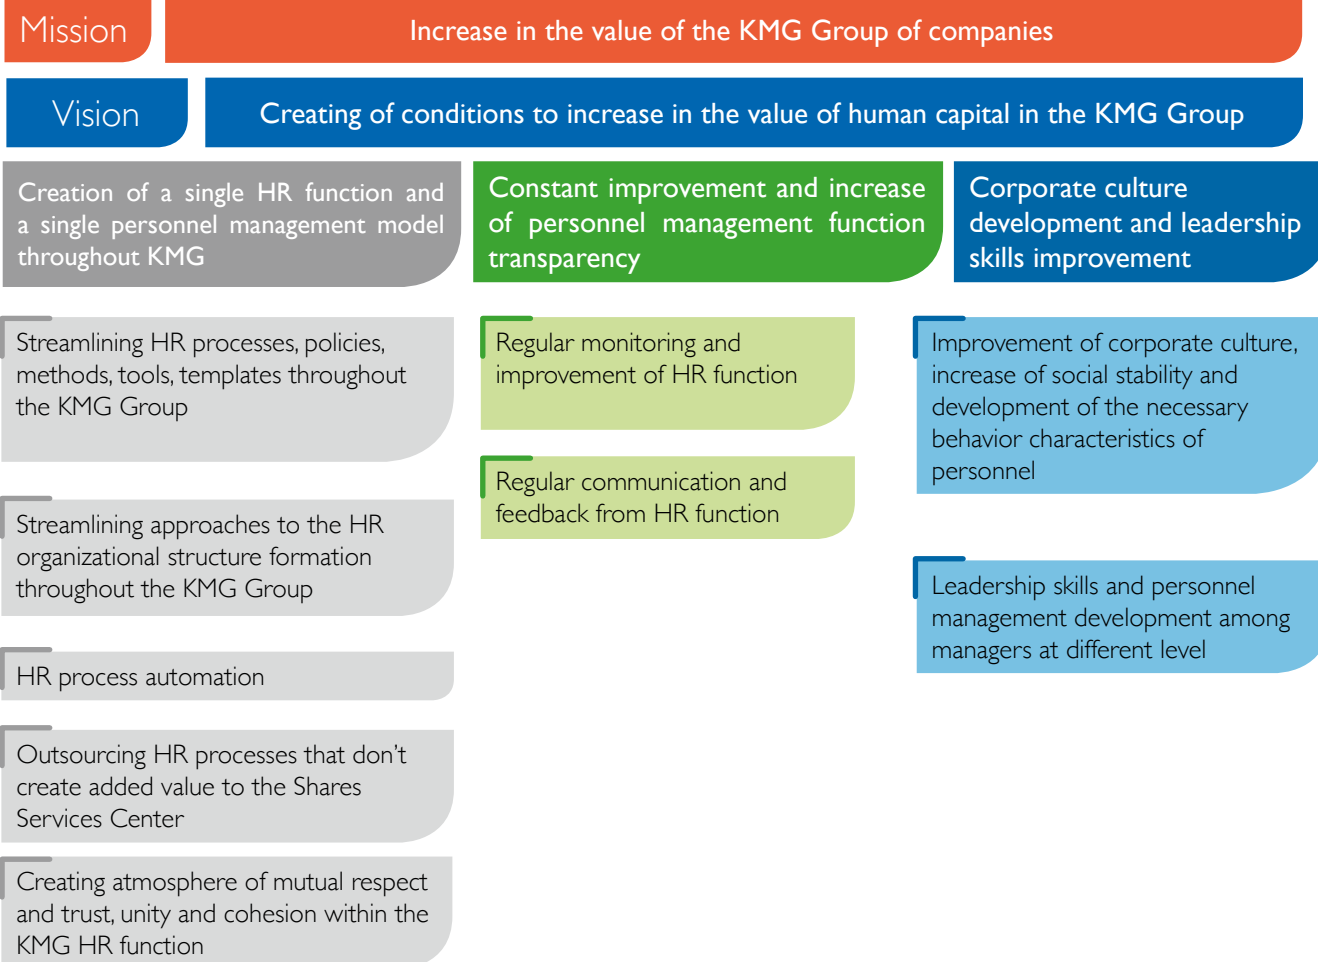 Mission
Increase in the value of the KMG Group of companies
Vision
Creating of conditions to increase in the value of human capital in the KMG Group
Creation of a single HR function and
a single personnel management model
throughout KMG
Constant improvement and increase
of personnel management function
transparency
Corporate culture
development and leadership
skills improvement
Streamlining HR processes, policies,
methods, tools, templates throughout
the KMG Group
Streamlining approaches to the HR
organizational structure formation
throughout the KMG Group
HR process automation
Outsourcing HR processes that don't
create added value to the Shares
Services Center
Creating atmosphere of mutual respect
and trust, unity and cohesion within the
KMG HR function
Regular monitoring and
improvement of HR function
Regular communication and
feedback from HR function
Improvement of corporate culture,
increase of social stability and
development of the necessary
behavior characteristics of
personnel
Leadership skills and personnel
management development among
managers at different level